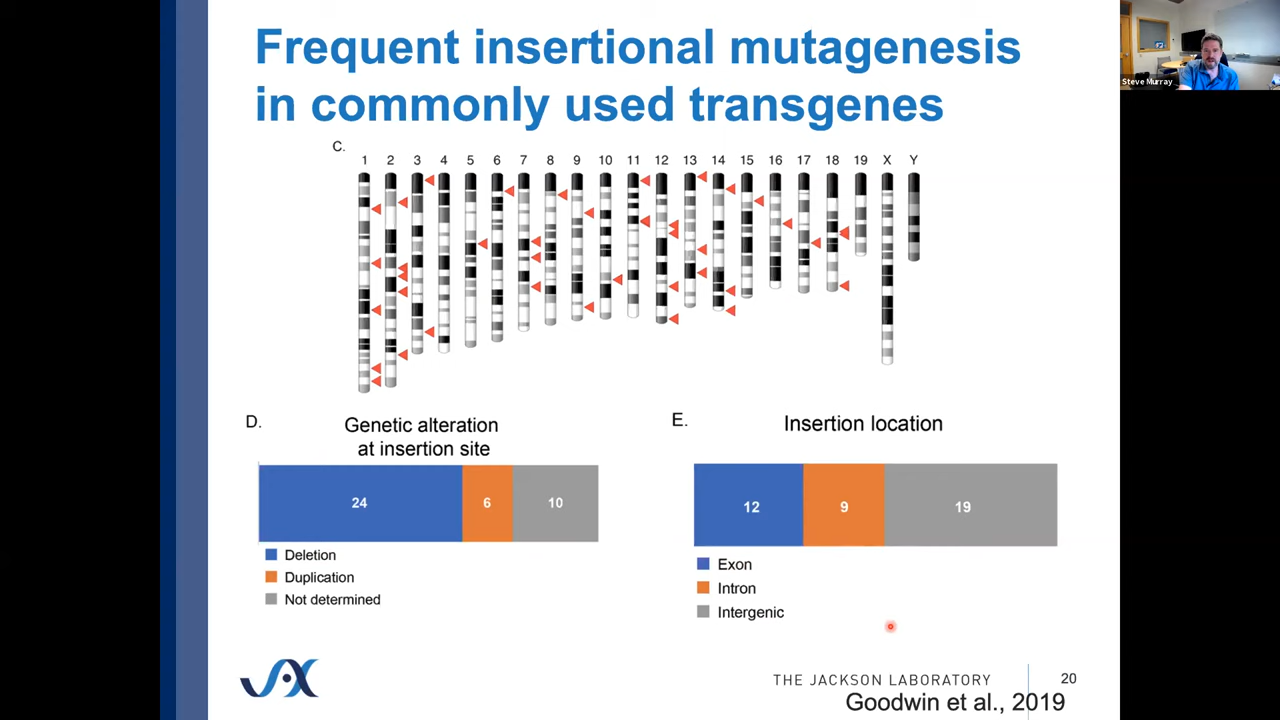 Frequent insertional mutagenesis
in commonly used transgenes
Steve Murray
C.
1 2 3 4 5 6 7 8 9 10 11 12 13 14 15 16 17 18 19 X Y
D.
Genetic alteration
at insertion site
24 6 10
Deletion
Duplication
Not determined
E.
Insertion location
12 9 19
Exon
Intron
Intergenic
JAX
THE JACKSON LABORATORY
20
Goodwin et al., 2019